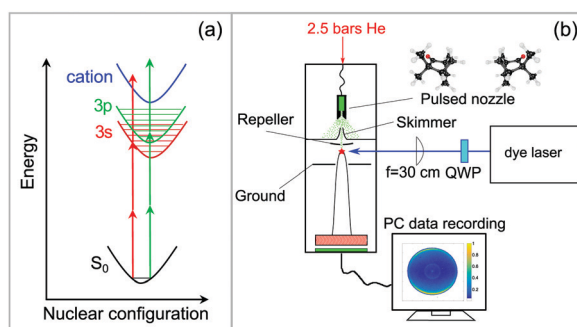 (a)
cation
3p
3s
S0
Energy
Nuclear configuration
(b)
2.5 bars He
Pulsed nozzle
Skimmer
Repeller
Ground
f=30 cm
QWP
dye laser
PC data recording
1
0.8
0.6
0.4
0.2
0